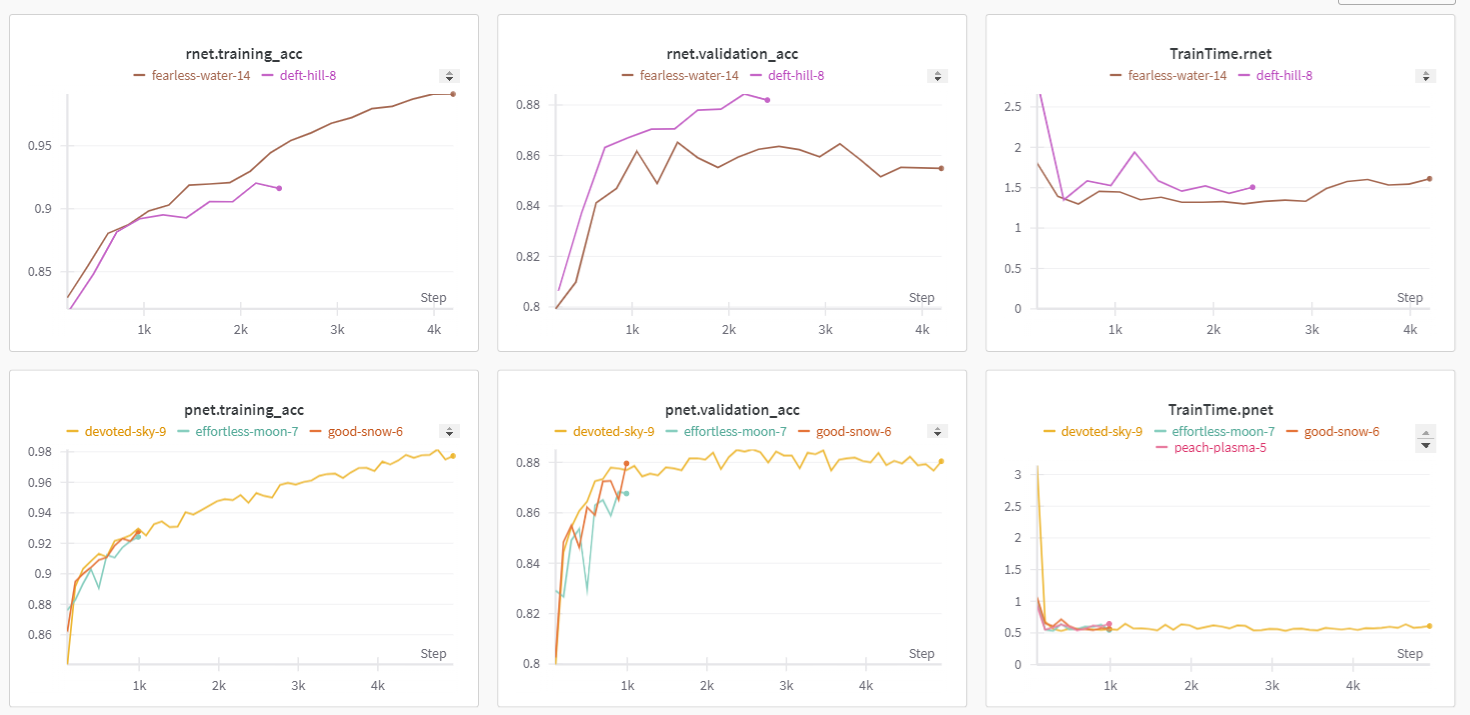 rnet.training_acc
fearless-water-14 deft-hill-8
0.95
0.9
0.85
Step
1k 2k 3k 4k
rnet.validation_acc
fearless-water-14 deft-hill-8
0.88
0.86
0.84
0.82
0.8
Step
1k 2k 3k 4k
TrainTime.rnet
fearless-water-14 deft-hill-8
2.5
2
1.5
1
0.5
0
Step
1k 2k 3k 4k
pnet.training_acc
devoted-sky-9 effortless-moon-7 good-snow-6
0.98
0.96
0.94
0.92
0.9
0.88
0.86
Step
1k 2k 3k 4k
pnet.validation_acc
devoted-sky-9 effortless-moon-7 good-snow-6
0.88
0.86
0.84
0.82
0.8
Step
1k 2k 3k 4k
TrainTime.pnet
devoted-sky-9 effortless-moon-7 good-snow-6
peach-plasma-5
3
2.5
2
1.5
1
0.5
0
Step
1k 2k 3k 4k